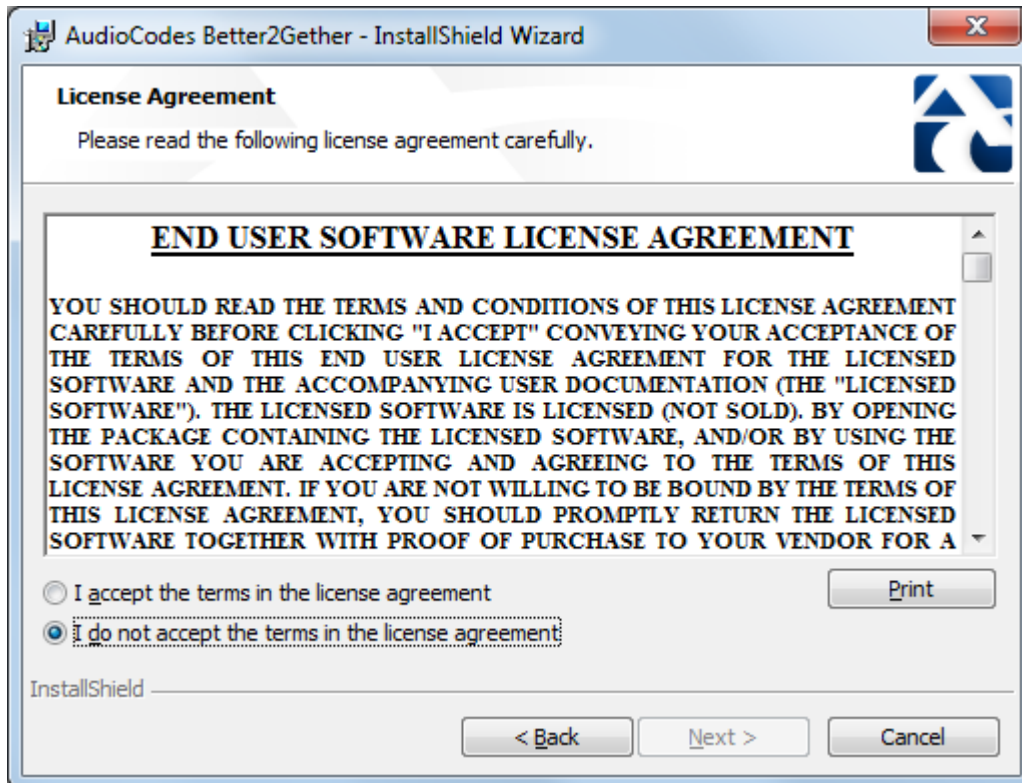 AudioCodes Better2Gether - InstallShield Wizard
License Agreement
Please read the following license agreement carefully.
END USER SOFTWARE LICENSE AGREEMENT
YOU SHOULD READ THE TERMS AND CONDITIONS OF THIS LICENSE AGREEMENT
CAREFULLY BEFORE CLICKING "I ACCEPT" CONVEYING YOUR ACCEPTANCE OF
THE TERMS OF THIS END USER LICENSE AGREEMENT FOR THE LICENSED
SOFTWARE AND THE ACCOMPANYING USER DOCUMENTATION (THE "LICENSED
SOFTWARE"). THE LICENSED SOFTWARE IS LICENSED (NOT SOLD). BY OPENING
THE PACKAGE CONTAINING THE LICENSED SOFTWARE, AND/OR BY USING THE
SOFTWARE YOU ARE ACCEPTING AND AGREEING TO THE TERMS OF THIS
LICENSE AGREEMENT. IF YOU ARE NOT WILLING TO BE BOUND BY THE TERMS OF
THIS LICENSE AGREEMENT, YOU SHOULD PROMPTLY RETURN THE LICENSED
SOFTWARE TOGETHER WITH PROOF OF PURCHASE TO YOUR VENDOR FOR A
I accept the terms in the license agreement
Print
I do not accept the terms in the license agreement
InstallShield
< Back
Next >
Cancel